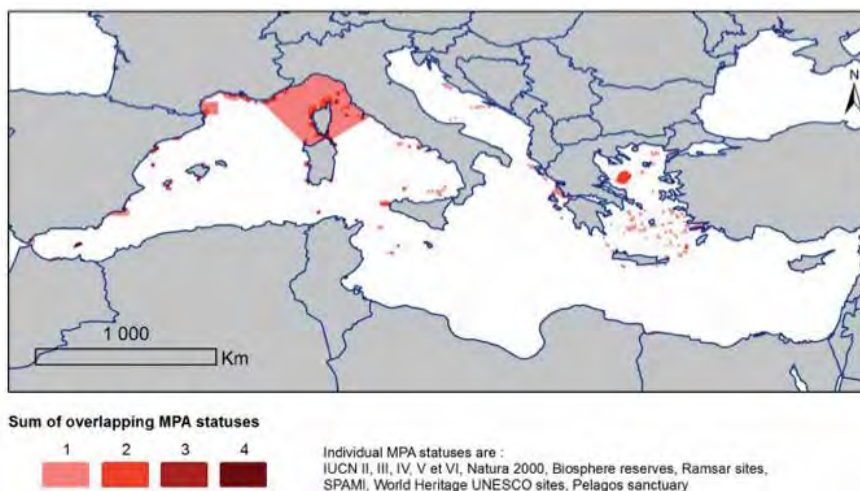 N
1 000
Km
Sum of overlapping MPA statuses
1 2 3 4
Individual MPA statuses are :
IUCN II, III, IV, V et VI, Natura 2000, Biosphere reserves, Ramsar sites,
SPAMI, World Heritage UNESCO sites, Pelagos sanctuary